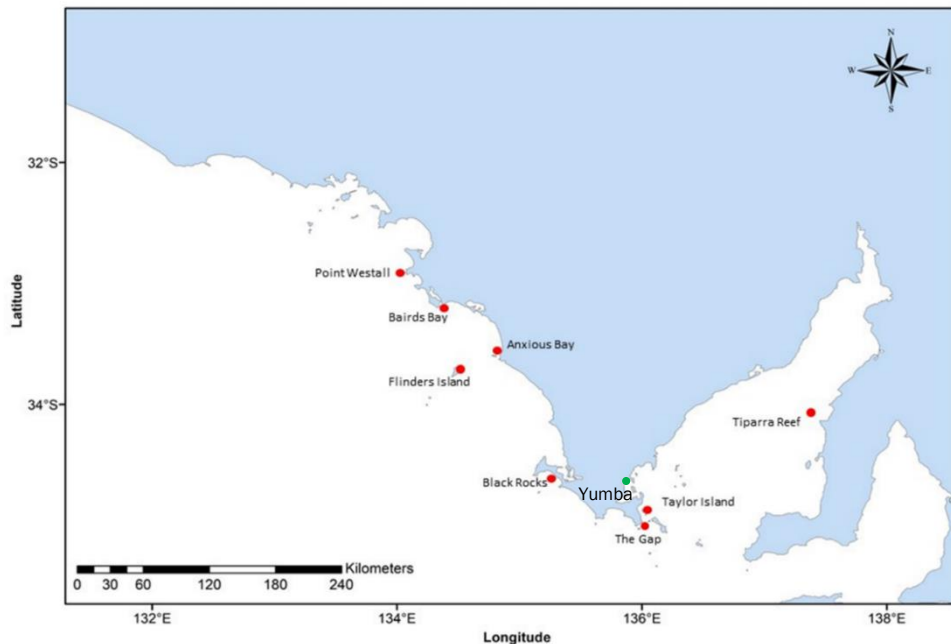 N
W E
S
32°S
Point Westall
Bairds Bay
Anxious Bay
Flinders Island
Latitude
34°S
Tiparra Reef
Black Rocks
Yumba
Taylor Island
The Gap
Kilometers
0 30 60 120 180 240
132°E 134°E 136°E 138°E
Longitude